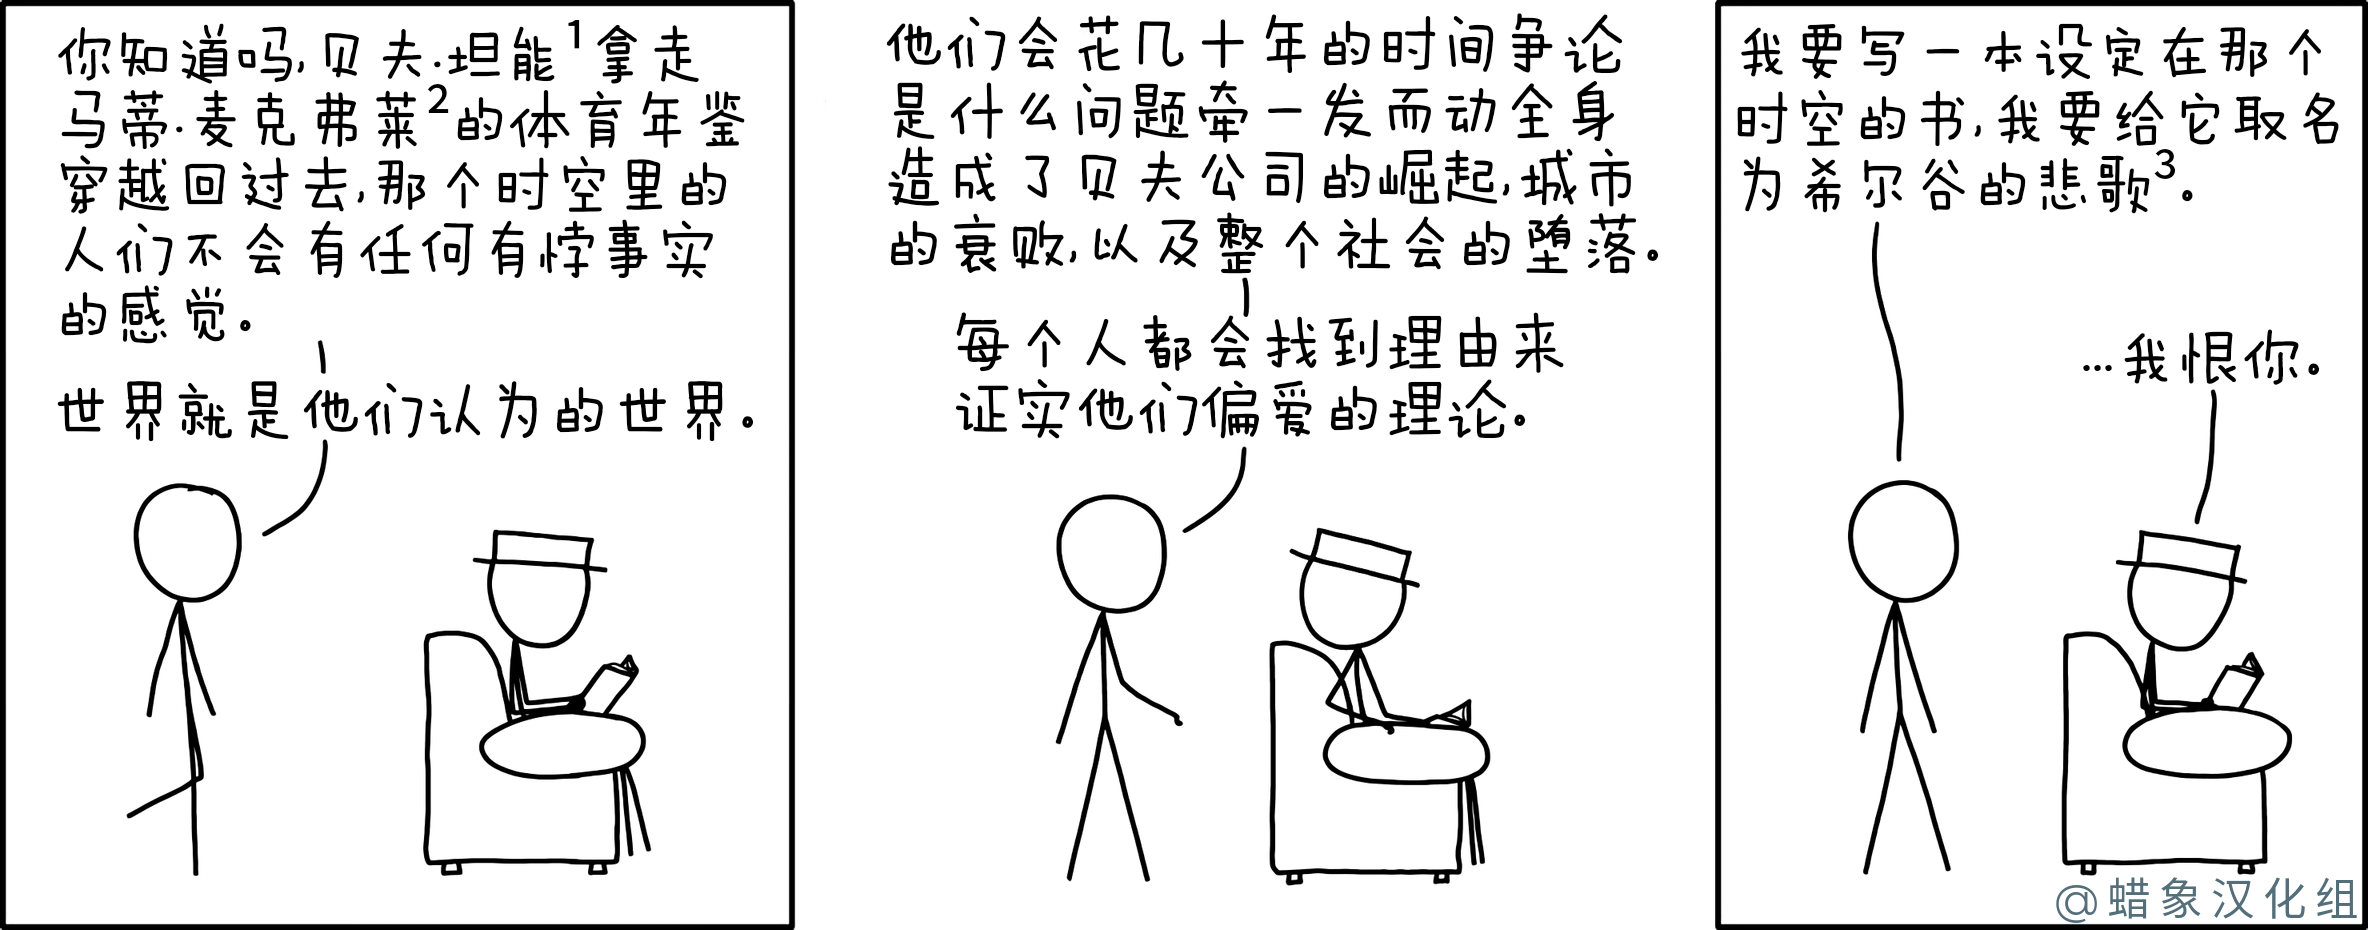 你知道吗,贝夫·坦能¹拿走
马蒂·麦克弗莱²的体育年鉴
穿越回过去,那个时空里的
人们不会有任何有悖事实
的感觉。
世界就是他们认为的世界。
他们会花几十年的时间争论
是什么问题牵一发而动全身
造成了贝夫公司的崛起,城市
的衰败,以及整个社会的堕落。
每个人都会找到理由来
证实他们偏爱的理论。
我要写一本设定在那个
时空的书,我要给它取名
为希尔谷的悲歌³。
…我恨你。
@蜡象汉化组